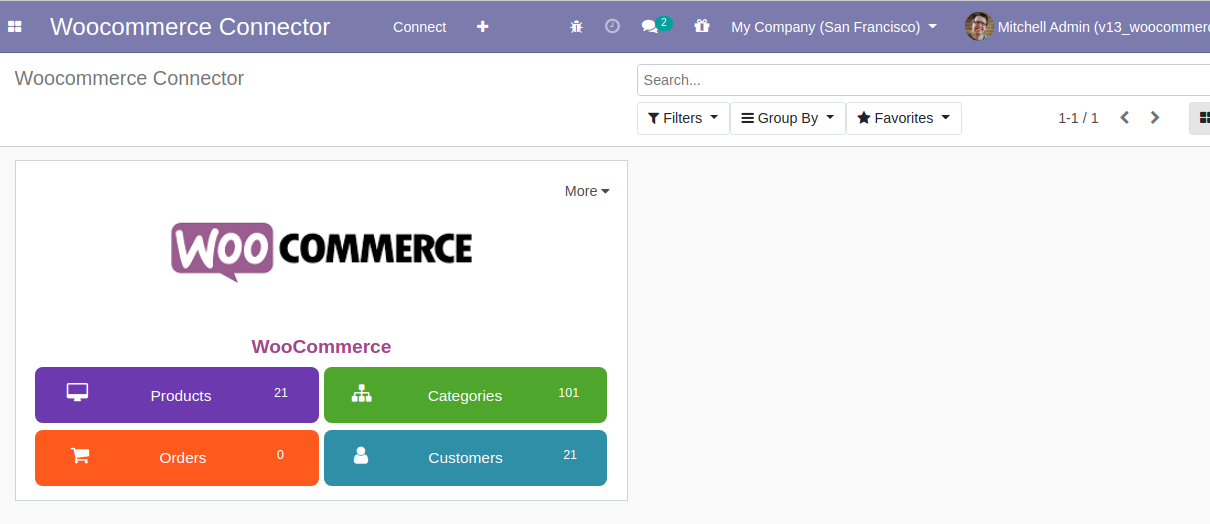 Woocommerce Connector Connect 2 My Company (San Francisco) Mitchell Admin (v13_woocommerc
Woocommerce Connector
Search...
Filters Group By Favorites 1-1 / 1
More
WOO COMMERCE
WooCommerce
Products 21 Categories 101
Orders 0 Customers 21